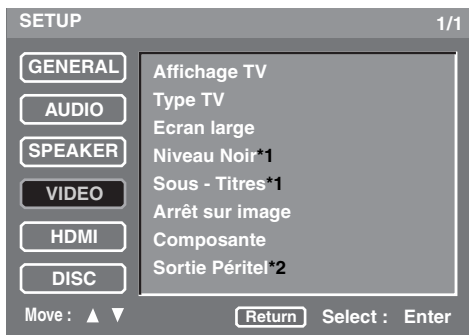 SETUP 1/1
GENERAL
AUDIO
SPEAKER
VIDEO
HDMI
DISC
Affichage TV
Type TV
Ecran large
Niveau Noir*1
Sous - Titres*1
Arrêt sur image
Composante
Sortie Péritel*2
Move : ▲ ▼ Return Select : Enter